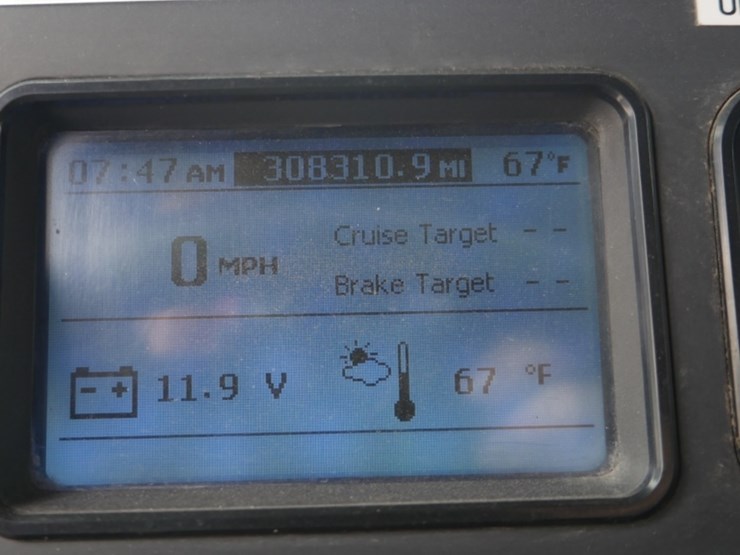 07:47 AM 308310.9 MI 67°F
0 MPH
Cruise Target - -
Brake Target - -
- + 11.9 V 67 °F